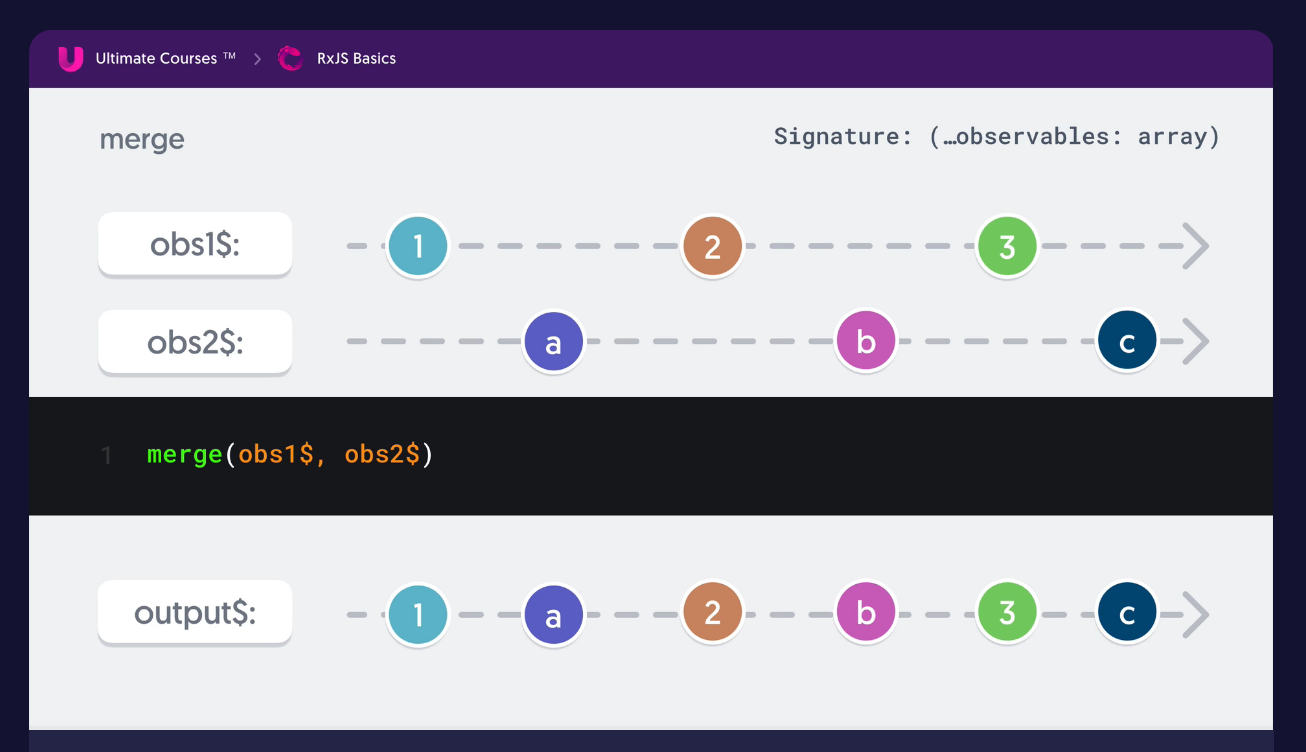 Ultimate Courses ™ > RxJS Basics
merge
Signature: (…observables: array)
obs1$:
1 2 3
obs2$:
a b c
1 merge(obs1$, obs2$)
output$:
1 a 2 b 3 c